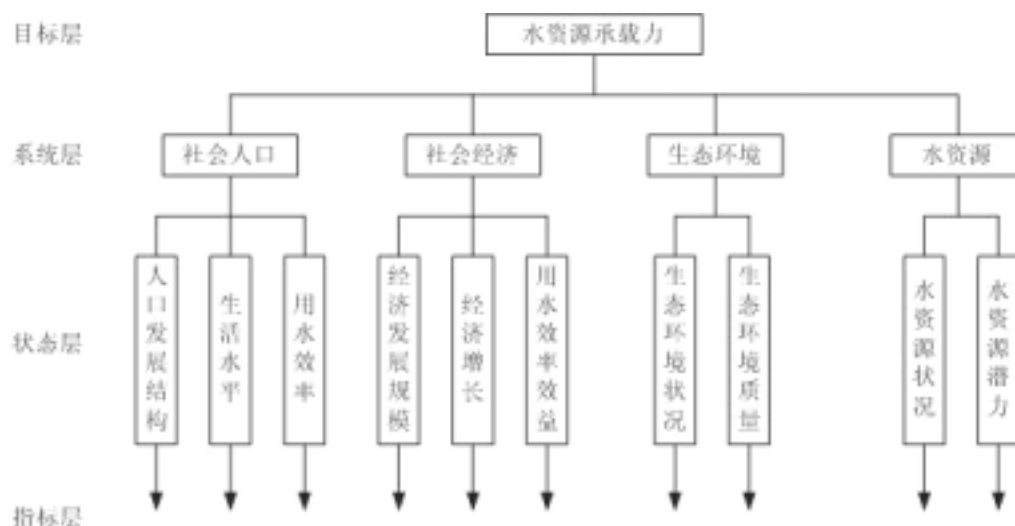 目标层
水资源承载力
系统层
社会人口
社会经济
生态环境
水资源
状态层
人口发展结构
生活水平
用水效率
经济发展规模
经济增长
用水效率效益
生态环境状况
生态环境质量
水资源状况
水资源潜力
指标层